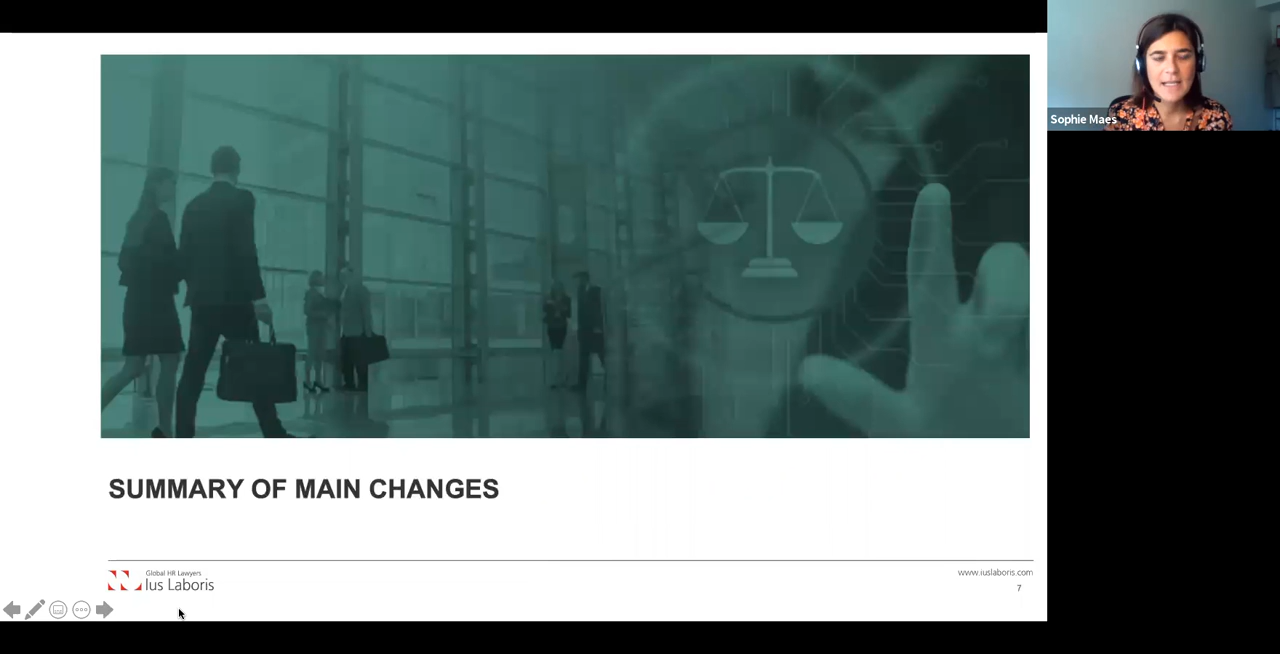 Sophie Maes
SUMMARY OF MAIN CHANGES
Global HR Lawyers
Ius Laboris
www.iuslaboris.com
7